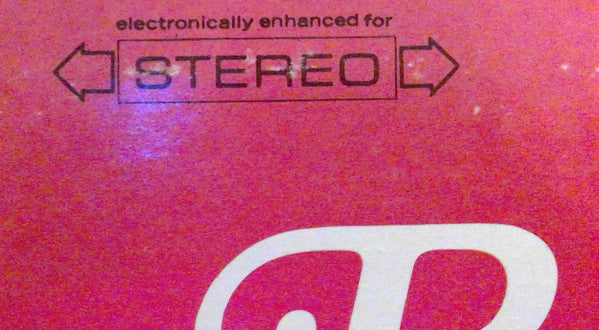 electronically enhanced for
STEREO